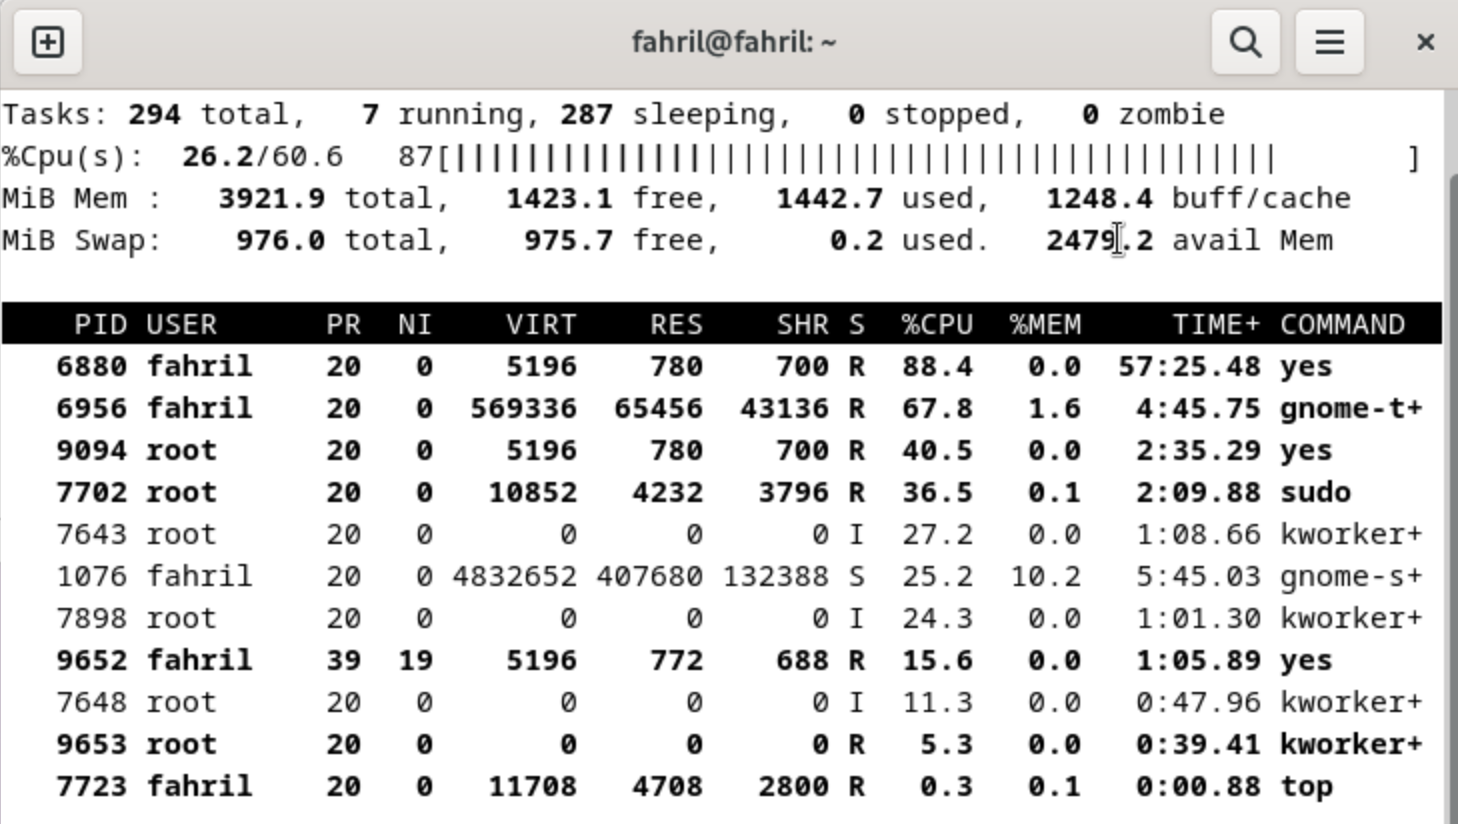 fahril@fahril: ~
Tasks: 294 total,   7 running, 287 sleeping,   0 stopped,   0 zombie
%Cpu(s):  26.2/60.6   87[||||||||||||||||||||||||||||||||||||||||||||||       ]
MiB Mem :   3921.9 total,   1423.1 free,   1442.7 used,   1248.4 buff/cache
MiB Swap:    976.0 total,    975.7 free,      0.2 used.   2479.2 avail Mem
    PID USER      PR  NI    VIRT    RES    SHR S  %CPU  %MEM     TIME+ COMMAND
   6880 fahril    20   0    5196    780    700 R  88.4   0.0  57:25.48 yes
   6956 fahril    20   0  569336  65456  43136 R  67.8   1.6   4:45.75 gnome-t+
   9094 root      20   0    5196    780    700 R  40.5   0.0   2:35.29 yes
   7702 root      20   0   10852   4232   3796 R  36.5   0.1   2:09.88 sudo
   7643 root      20   0       0      0      0 I  27.2   0.0   1:08.66 kworker+
   1076 fahril    20   0 4832652 407680 132388 S  25.2  10.2   5:45.03 gnome-s+
   7898 root      20   0       0      0      0 I  24.3   0.0   1:01.30 kworker+
   9652 fahril    39  19    5196    772    688 R  15.6   0.0   1:05.89 yes
   7648 root      20   0       0      0      0 I  11.3   0.0   0:47.96 kworker+
   9653 root      20   0       0      0      0 R   5.3   0.0   0:39.41 kworker+
   7723 fahril    20   0   11708   4708   2800 R   0.3   0.1   0:00.88 top